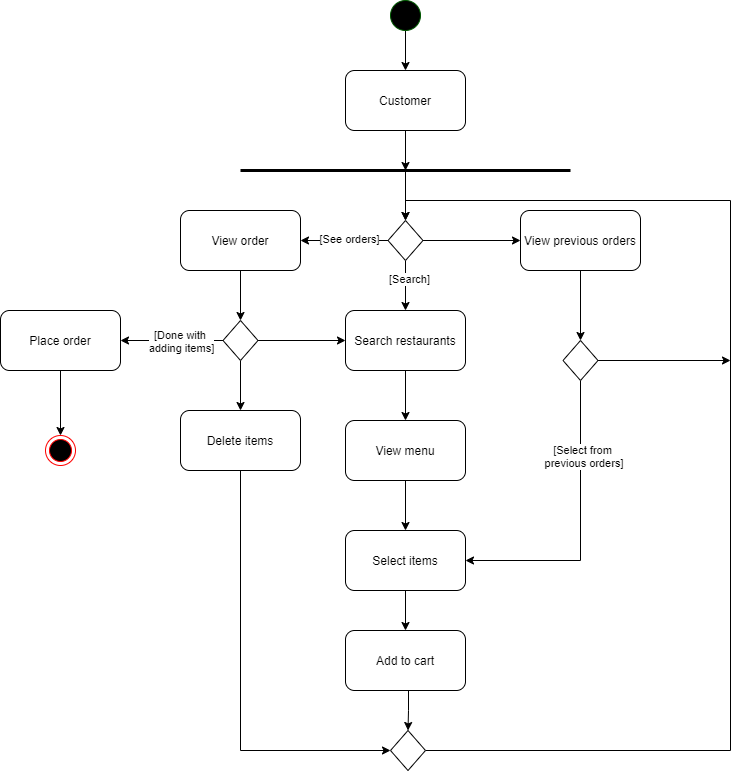 Customer
View order
[See orders]
View previous orders
[Search]
Place order
[Done with
adding items]
Search restaurants
Delete items
View menu
[Select from
previous orders]
Select items
Add to cart